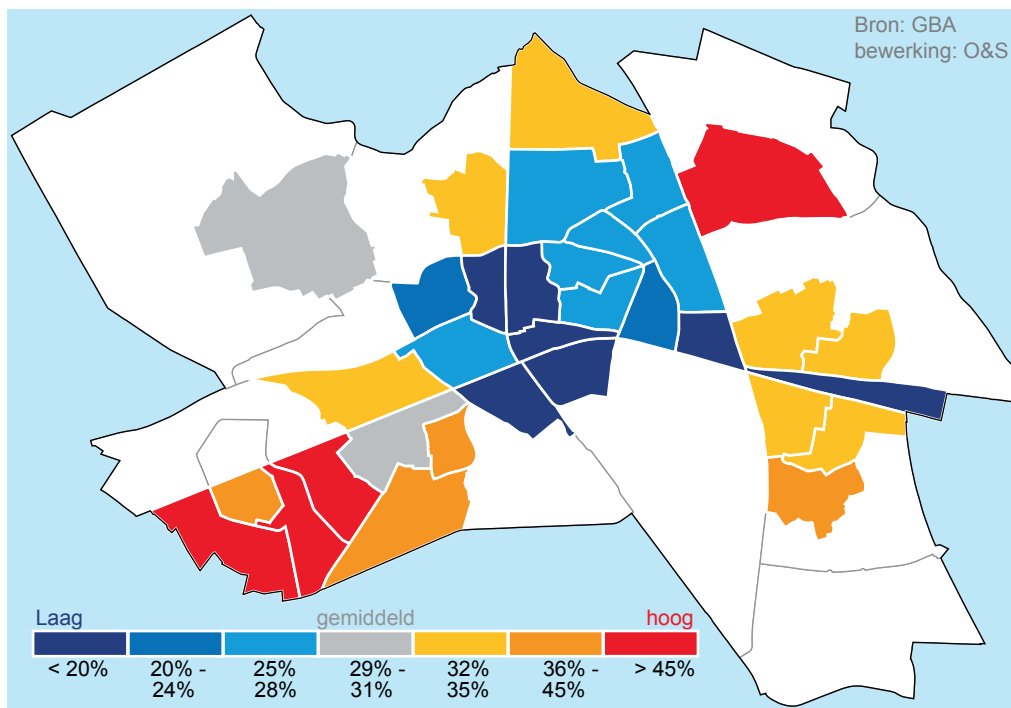 Bron: GBA
bewerking: O&S
Laag gemiddeld hoog
< 20% 20% - 25% 29% - 32% 36% - > 45%
24% 28% 31% 35% 45%